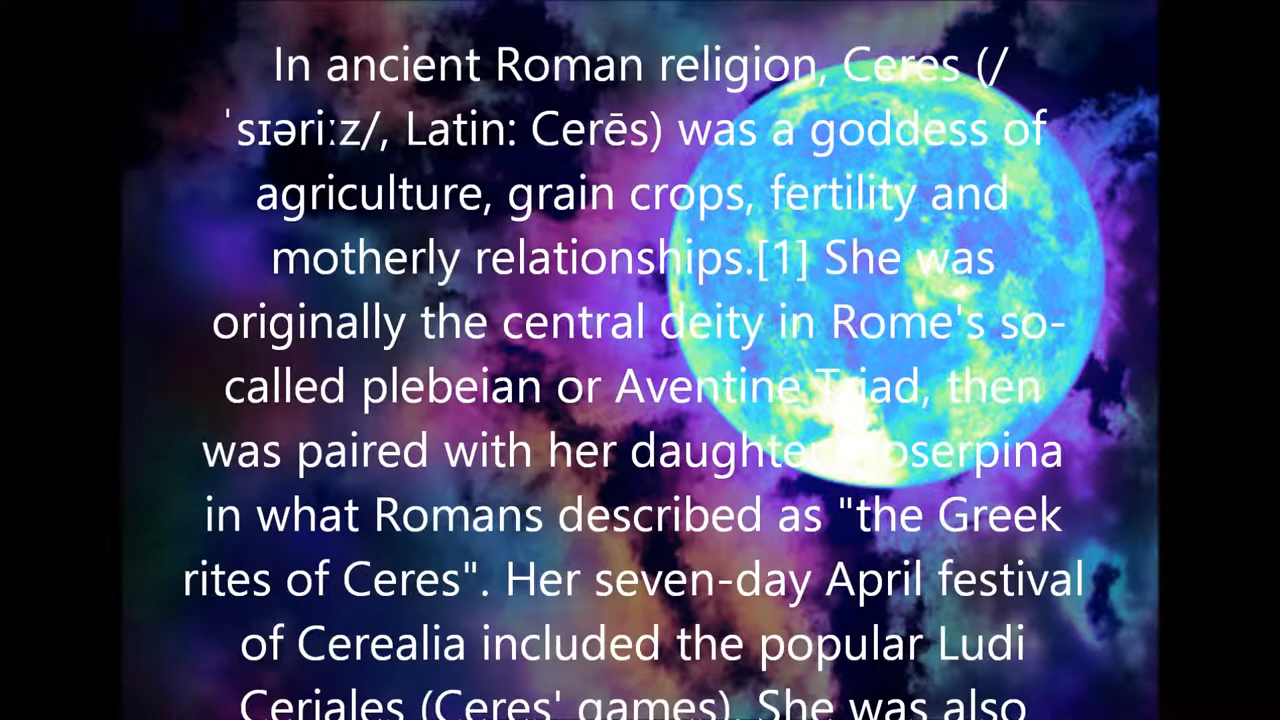 In ancient Roman religion, Ceres (/
ˈsɪəriːz/, Latin: Cerēs) was a goddess of
agriculture, grain crops, fertility and
motherly relationships.[1] She was
originally the central deity in Rome's so-
called plebeian or Aventine Triad, then
was paired with her daughter Proserpina
in what Romans described as "the Greek
rites of Ceres". Her seven-day April festival
of Cerealia included the popular Ludi
Ceriales (Ceres' games). She was also